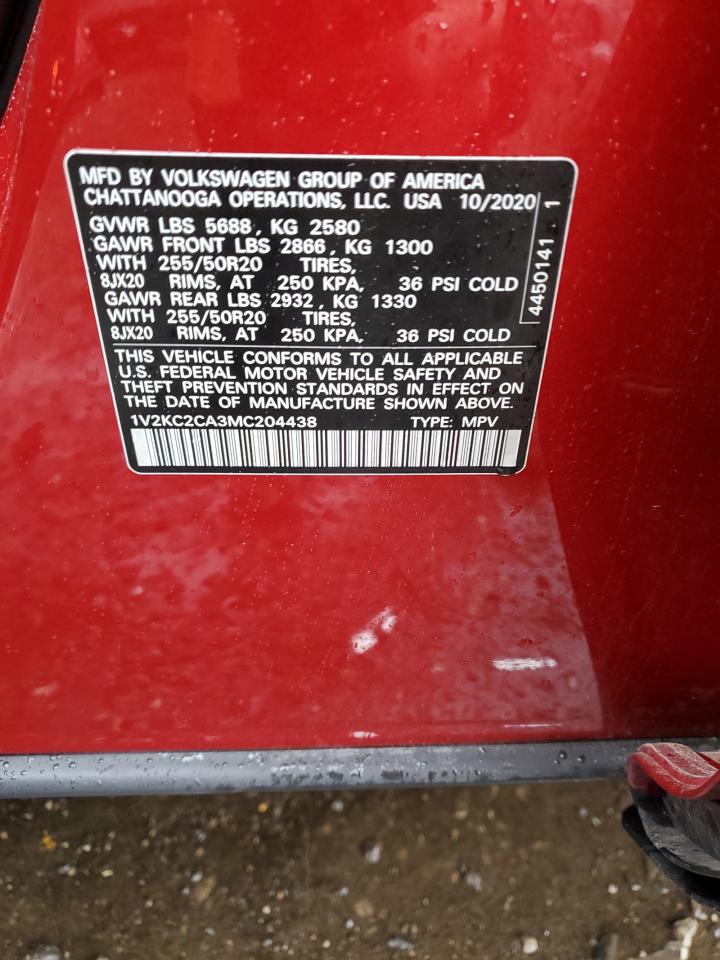 MFD BY VOLKSWAGEN GROUP OF AMERICA
CHATTANOOGA OPERATIONS, LLC. USA 10/2020
GVWR LBS 5688, KG 2580
GAWR FRONT LBS 2866, KG 1300
WITH 255/50R20 TIRES,
8JX20 RIMS, AT 250 KPA, 36 PSI COLD
GAWR REAR LBS 2932, KG 1330
WITH 255/50R20 TIRES,
8JX20 RIMS, AT 250 KPA, 36 PSI COLD
4450141 1
THIS VEHICLE CONFORMS TO ALL APPLICABLE
U.S. FEDERAL MOTOR VEHICLE SAFETY AND
THEFT PREVENTION STANDARDS IN EFFECT ON
THE DATE OF MANUFACTURE SHOWN ABOVE.
1V2KC2CA3MC204438 TYPE: MPV